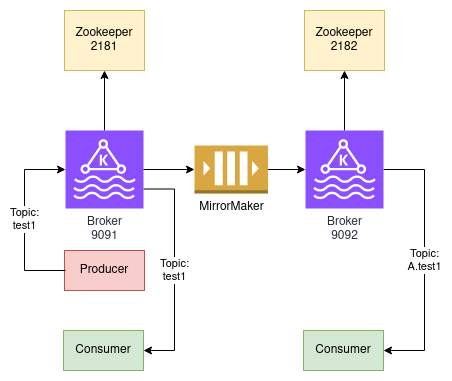 Zookeeper
2181
Zookeeper
2182
K
K
MirrorMaker
Broker
9091
Broker
9092
Topic:
test1
Topic:
test1
Topic:
A.test1
Producer
Consumer
Consumer